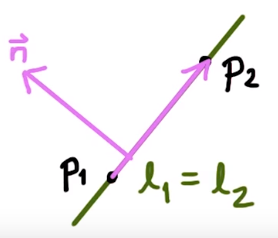 n⃗
P₂
P₁
l₁ = l₂